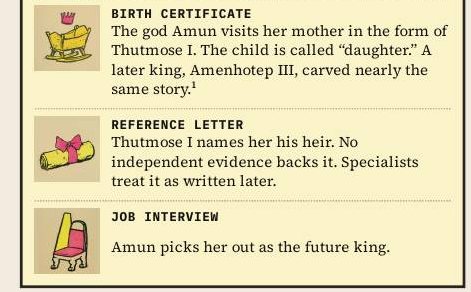 BIRTH CERTIFICATE
The god Amun visits her mother in the form of
Thutmose I. The child is called “daughter.” A
later king, Amenhotep III, carved nearly the
same story.¹
REFERENCE LETTER
Thutmose I names her his heir. No
independent evidence backs it. Specialists
treat it as written later.
JOB INTERVIEW
Amun picks her out as the future king.